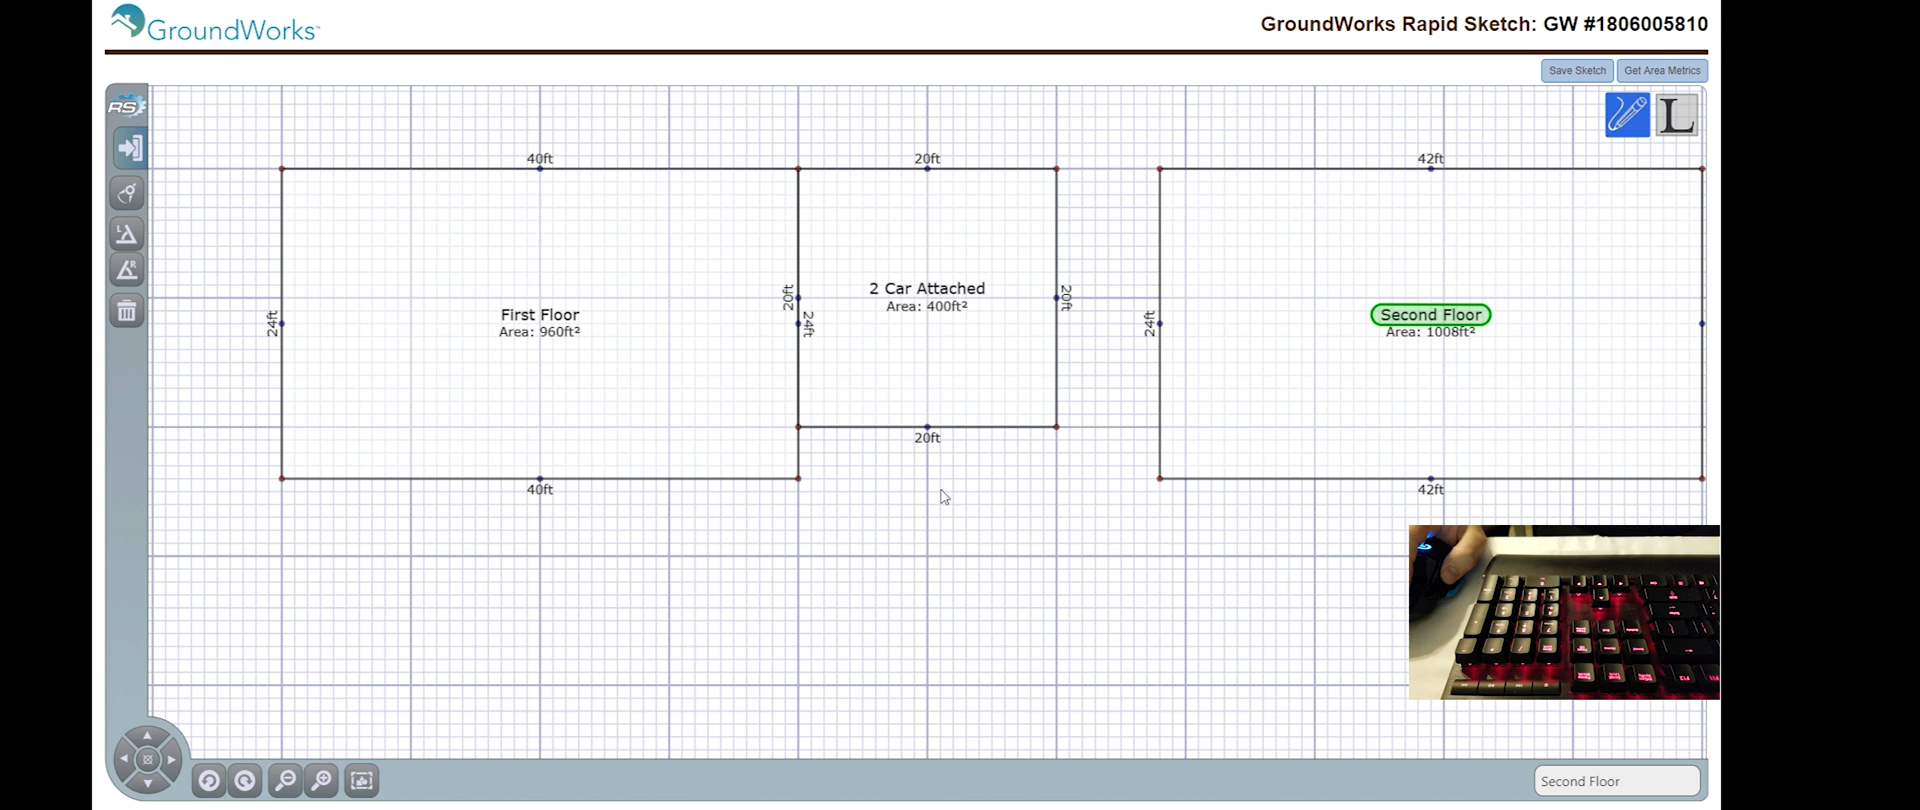 GroundWorks
GroundWorks Rapid Sketch: GW #1806005810
Save Sketch
Get Area Metrics
RS
L
L
R
40ft
20ft
42ft
24ft
First Floor
Area: 960ft²
20ft
24ft
2 Car Attached
Area: 400ft²
20ft
24ft
Second Floor
Area: 1008ft²
20ft
40ft
42ft
Second Floor